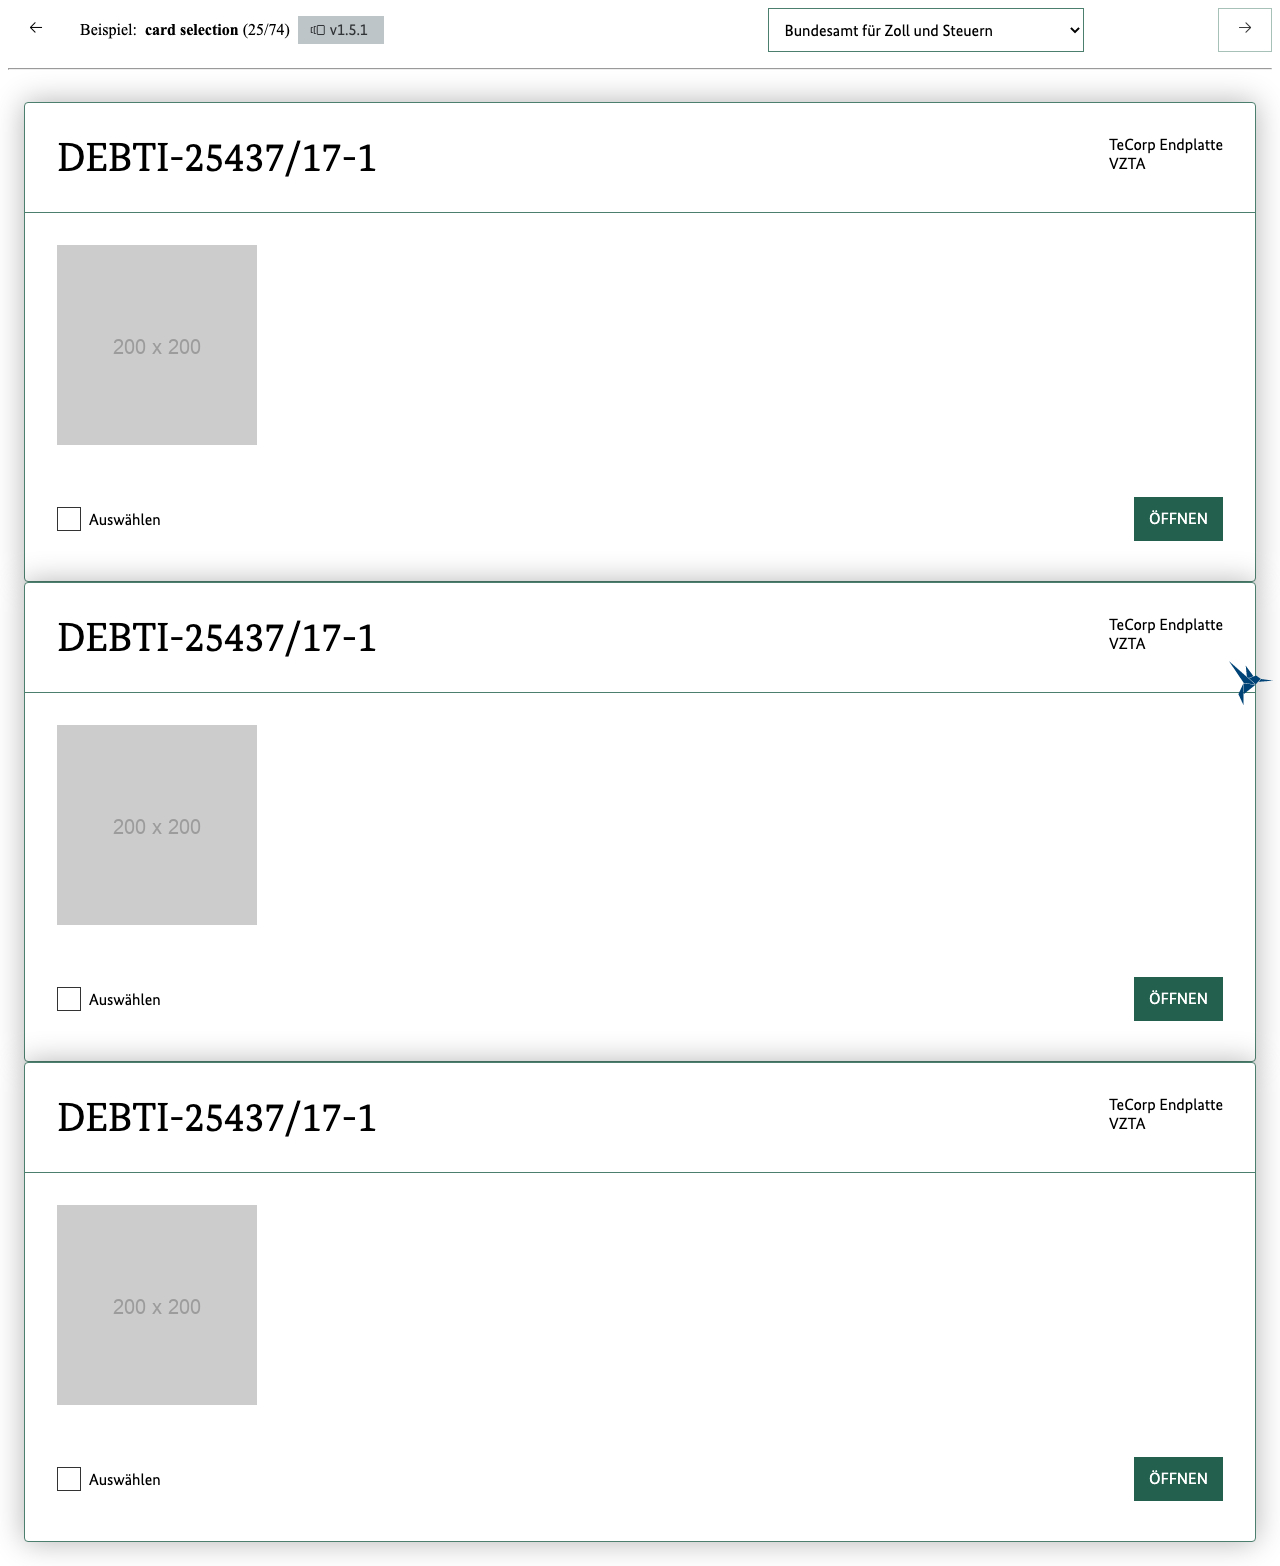 ← Beispiel: card selection (25/74) v1.5.1 Bundesamt für Zoll und Steuern →
DEBTI-25437/17-1
TeCorp Endplatte
VZTA
200 x 200
Auswählen
ÖFFNEN
DEBTI-25437/17-1
TeCorp Endplatte
VZTA
200 x 200
Auswählen
ÖFFNEN
DEBTI-25437/17-1
TeCorp Endplatte
VZTA
200 x 200
Auswählen
ÖFFNEN